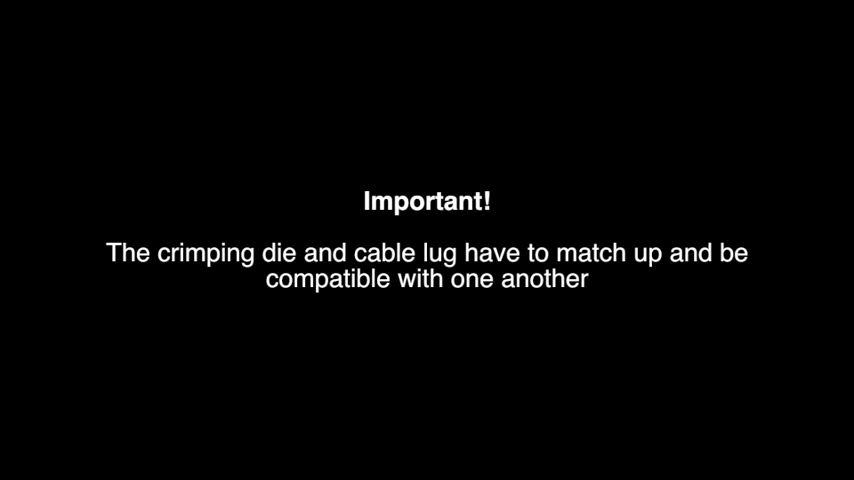 Important!
The crimping die and cable lug have to match up and be
compatible with one another